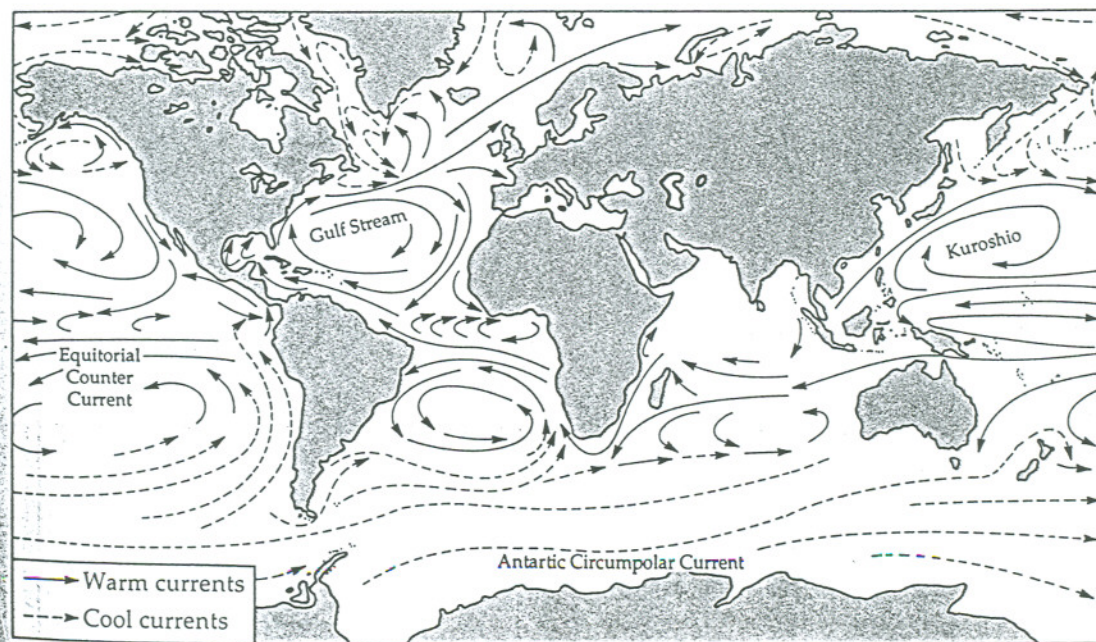 Gulf Stream
Kuroshio
Equitorial
Counter
Current
Antartic Circumpolar Current
Warm currents
Cool currents